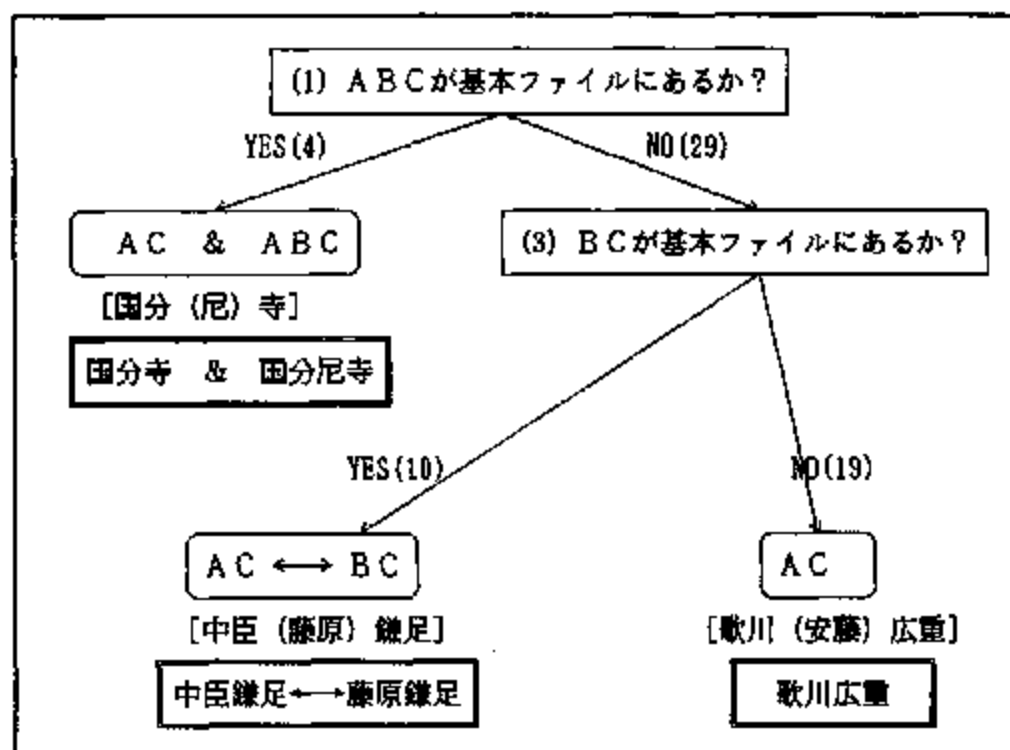 (1) ABCが基本ファイルにあるか?
YES(4) NO(29)
AC & ABC
(3) BCが基本ファイルにあるか?
[国分(尼)寺]
国分寺 & 国分尼寺
YES(10) NO(19)
AC ←→ BC
AC
[中臣(藤原)鎌足]
[歌川(安藤)広重]
中臣鎌足←→藤原鎌足
歌川広重